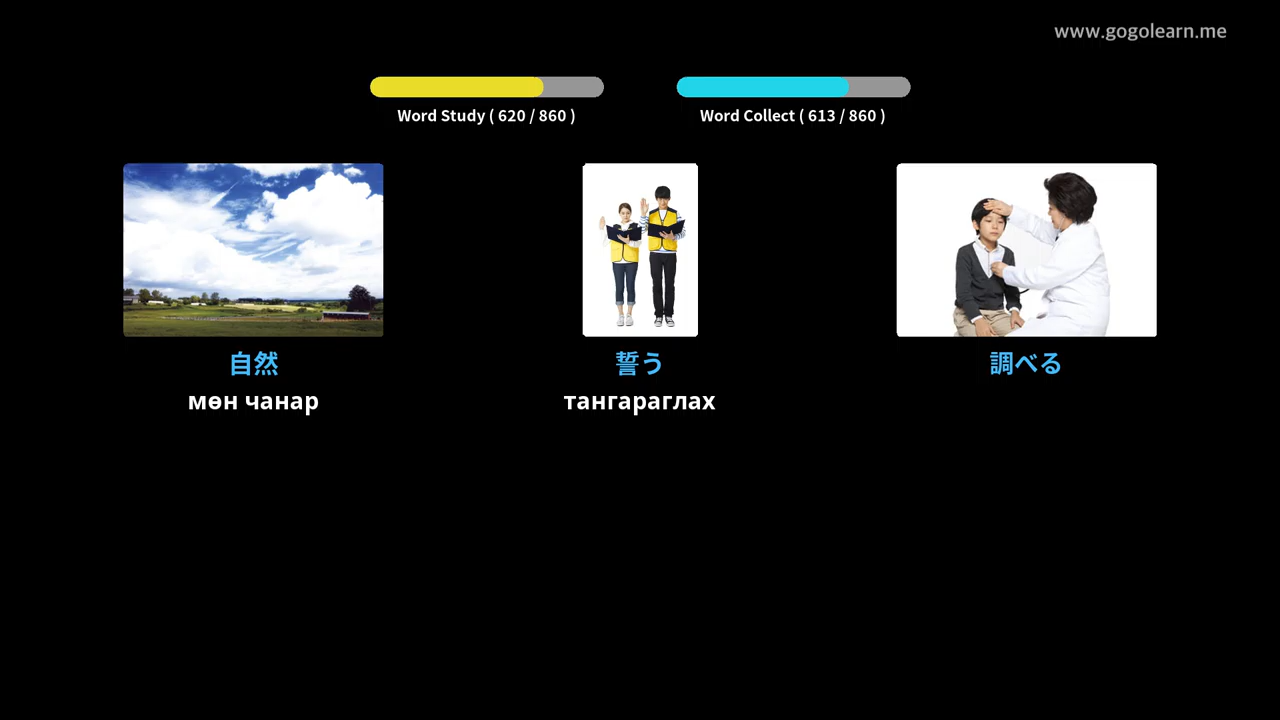 www.gogolearn.me
Word Study ( 620 / 860 )
Word Collect ( 613 / 860 )
自然
мөн чанар
誓う
тангараглах
調べる